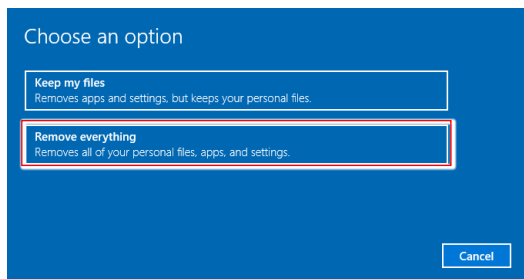 Choose an option
Keep my files
Removes apps and settings, but keeps your personal files.
Remove everything
Removes all of your personal files, apps, and settings.
Cancel